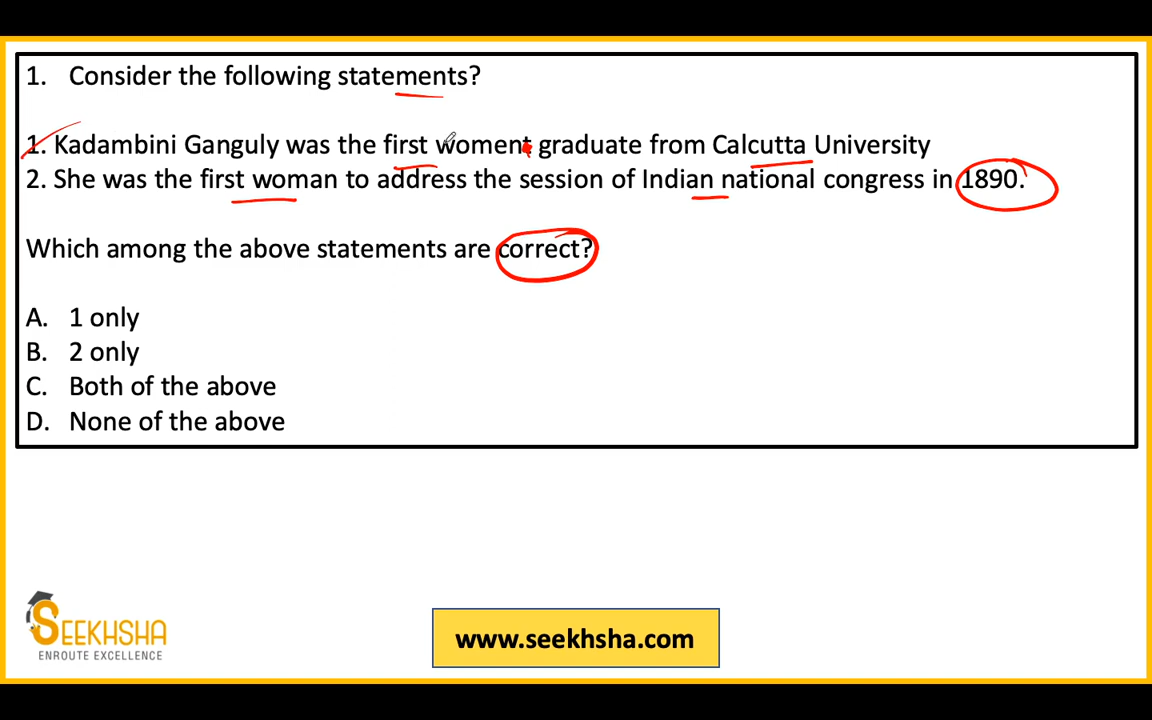 1. Consider the following statements?
1. Kadambini Ganguly was the first women graduate from Calcutta University
2. She was the first woman to address the session of Indian national congress in 1890.
Which among the above statements are correct?
A. 1 only
B. 2 only
C. Both of the above
D. None of the above
SEEKHSHA
ENROUTE EXCELLENCE
www.seekhsha.com